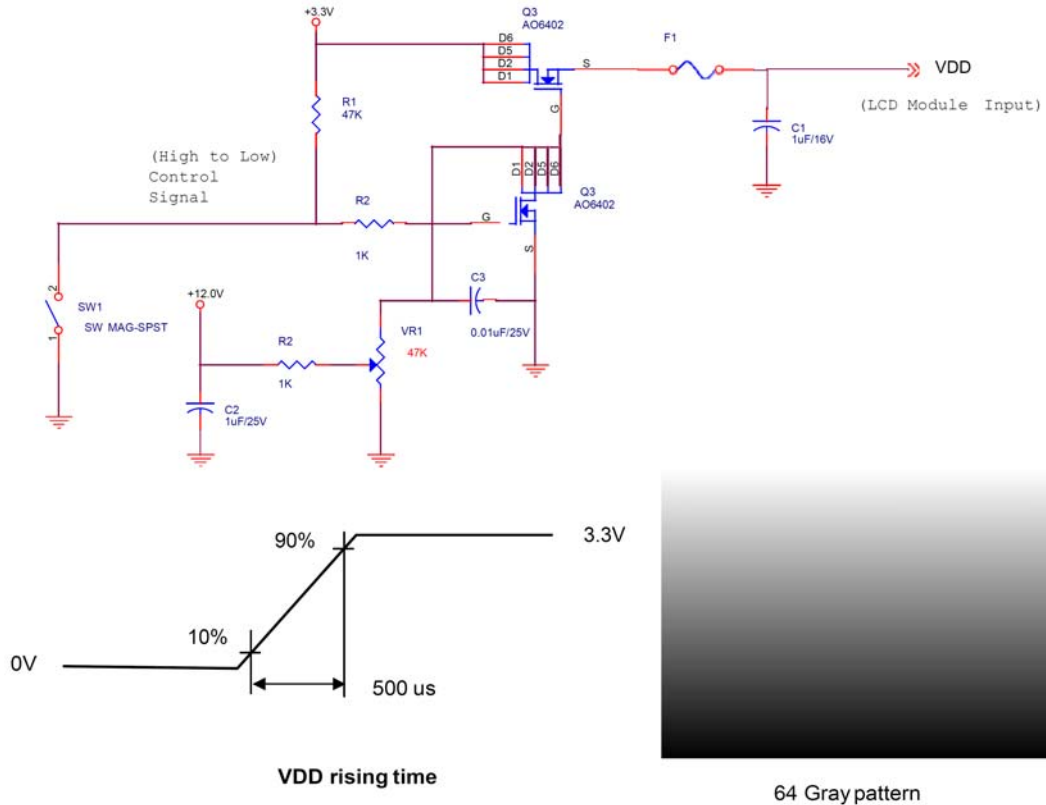 +3.3V
Q3
AO6402
D6
D5
D2
D1
S
G
F1
VDD
(LCD Module Input)
R1
47K
C1
1uF/16V
(High to Low)
Control
Signal
D1
D2
D5
D6
Q3
AO6402
R2
G
1K
S
C3
0.01uF/25V
2
SW1
SW MAG-SPST
1
+12.0V
R2
1K
VR1
47K
C2
1uF/25V
90%
3.3V
10%
0V
500 us
VDD rising time
64 Gray pattern